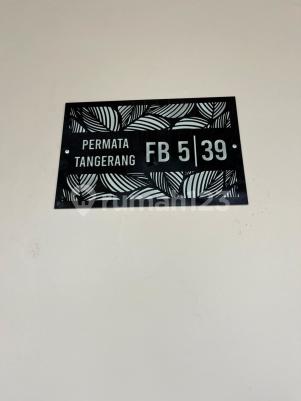 PERMATA
TANGERANG
FB 5|39
rumah123